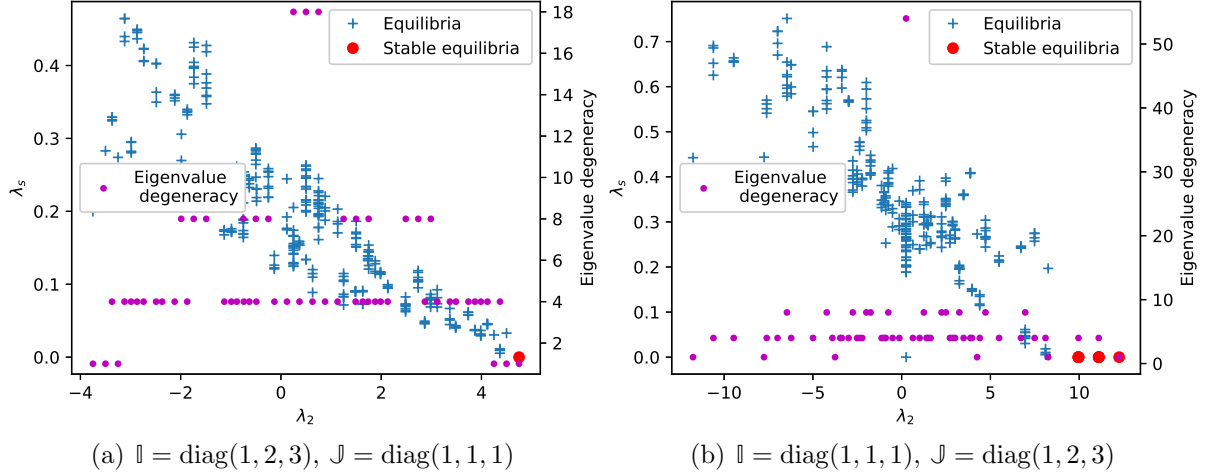 Equilibria
Stable equilibria
Eigenvalue
degeneracy
0.4
0.3
0.2
0.1
0.0
λs
18
16
14
12
10
8
6
4
2
Eigenvalue degeneracy
−4
−2
0
2
4
λ2
(a) 𝕀 = diag(1, 2, 3), 𝕁 = diag(1, 1, 1)
Equilibria
Stable equilibria
Eigenvalue
degeneracy
0.7
0.6
0.5
0.4
0.3
0.2
0.1
0.0
λs
50
40
30
20
10
0
Eigenvalue degeneracy
−10
−5
0
5
10
λ2
(b) 𝕀 = diag(1, 1, 1), 𝕁 = diag(1, 2, 3)